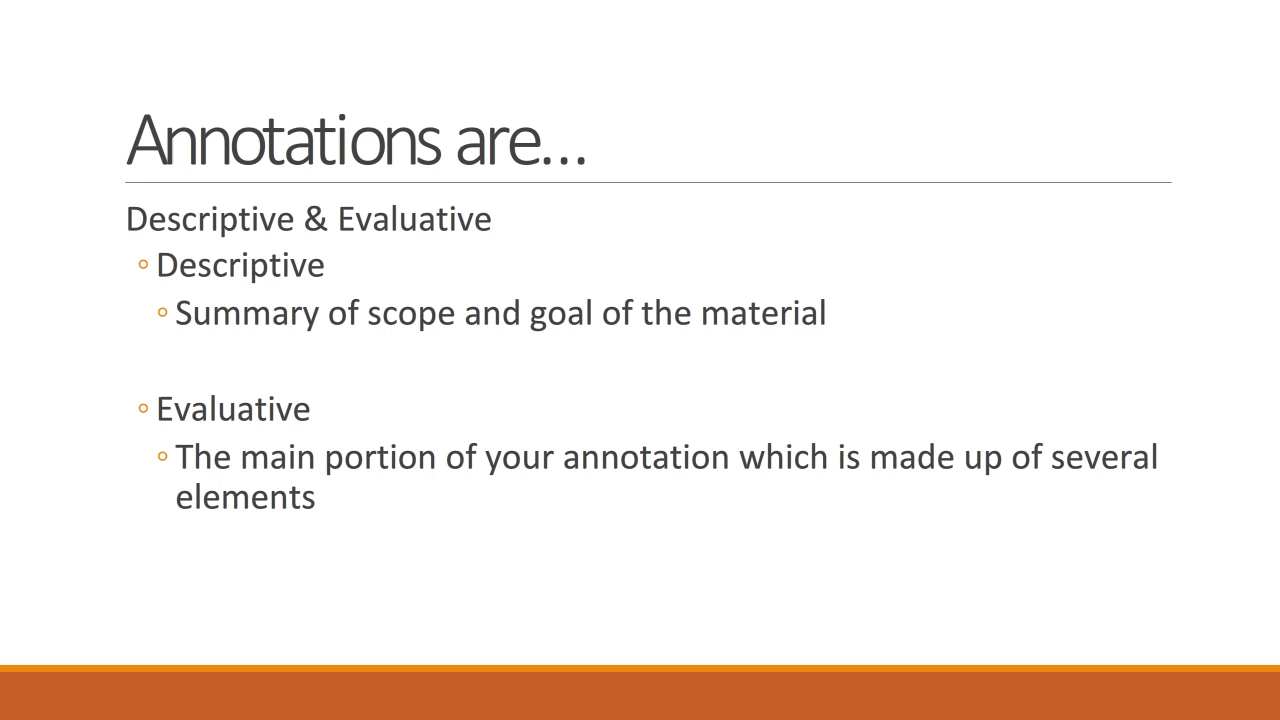 Annotations are…
Descriptive & Evaluative
◦ Descriptive
◦ Summary of scope and goal of the material
◦ Evaluative
◦ The main portion of your annotation which is made up of several
elements